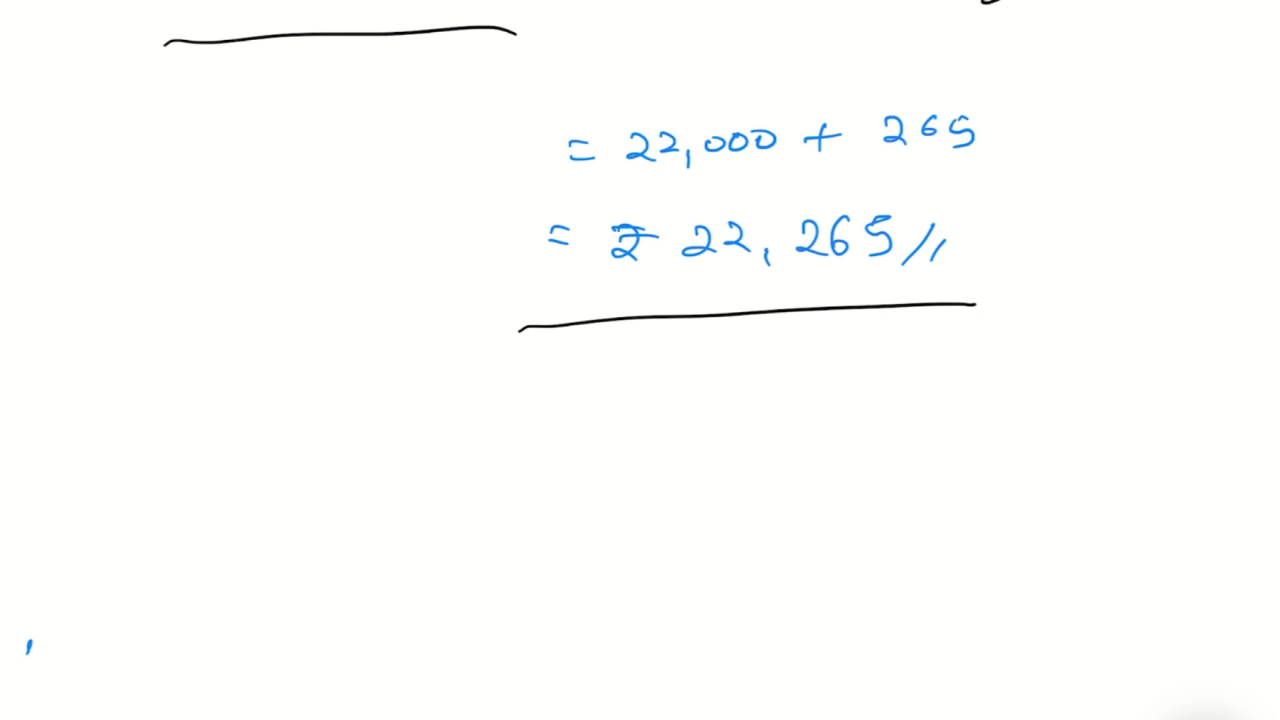 = 22,000 + 265
= ₹ 22, 265//